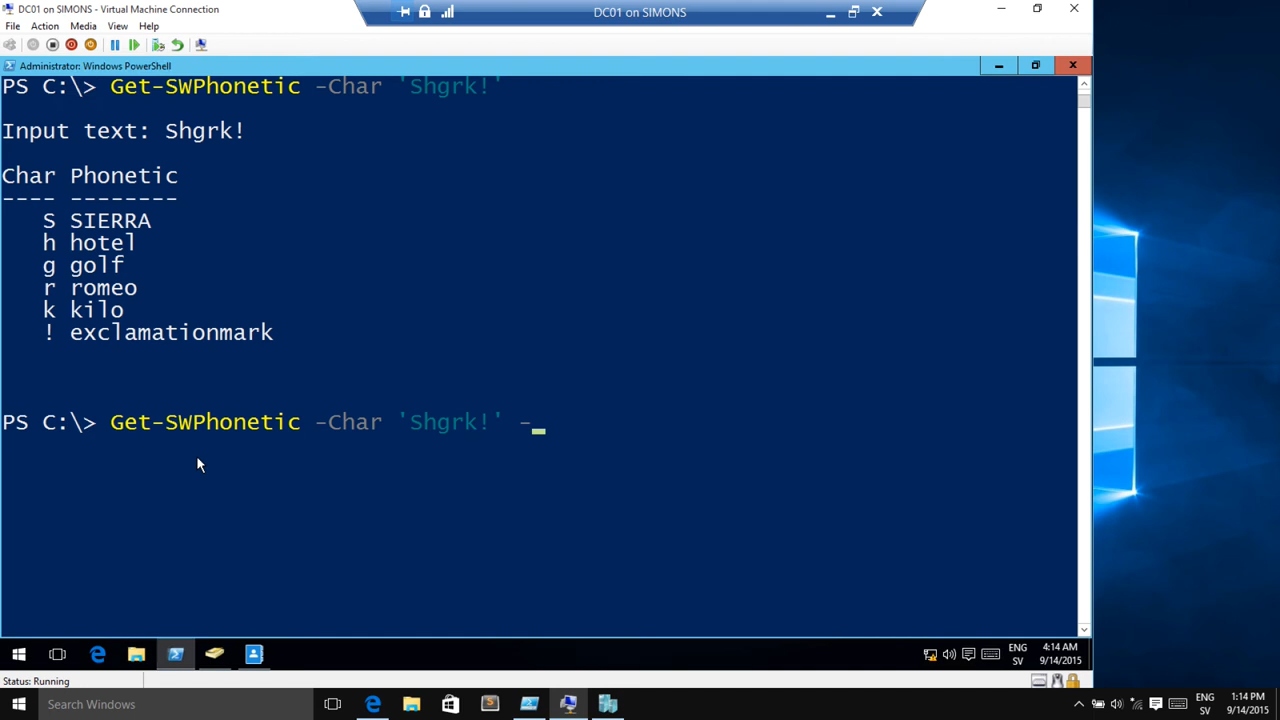 DC01 on SIMONS - Virtual Machine Connection
DC01 on SIMONS
File Action Media View Help
Administrator: Windows PowerShell
PS C:\> Get-SWPhonetic -Char 'Shgrk!'
Input text: Shgrk!
Char Phonetic
---- --------
S SIERRA
h hotel
g golf
r romeo
k kilo
! exclamationmark
PS C:\> Get-SWPhonetic -Char 'Shgrk!' -_
ENG 4:14 AM
SV 9/14/2015
Status: Running
Search Windows
ENG 1:14 PM
SV 9/14/2015